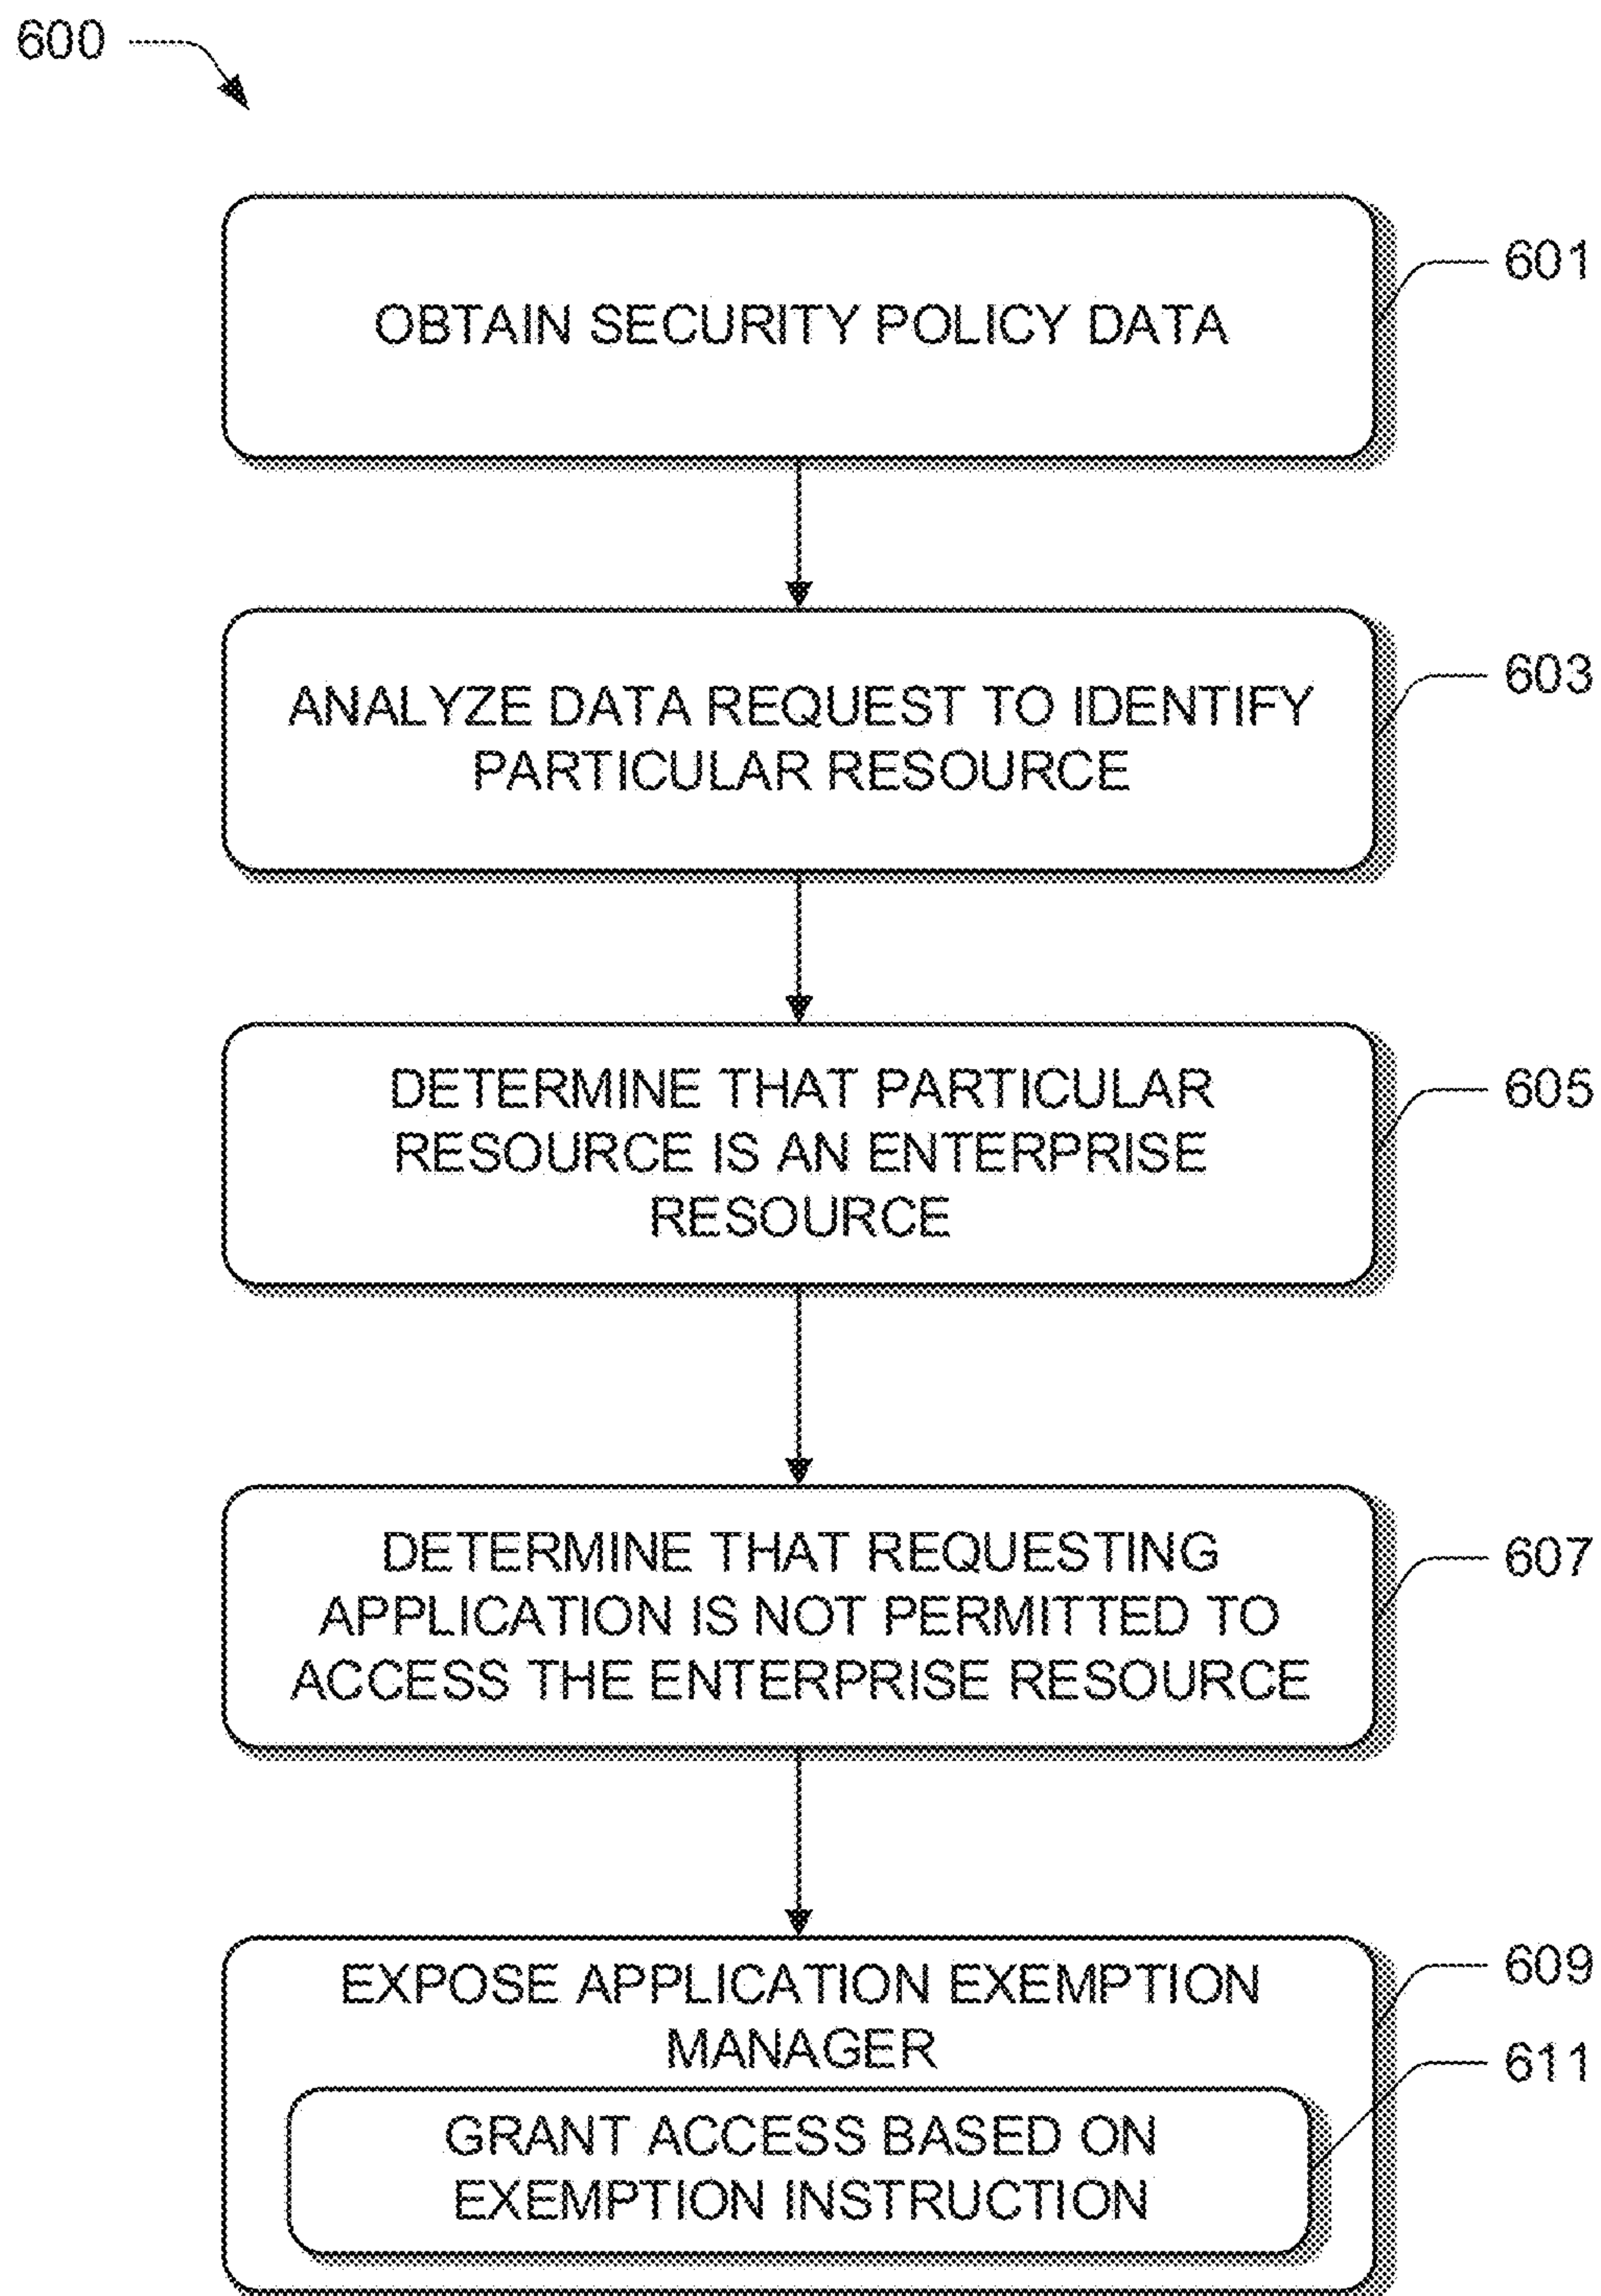 600
OBTAIN SECURITY POLICY DATA
601
ANALYZE DATA REQUEST TO IDENTIFY
PARTICULAR RESOURCE
603
DETERMINE THAT PARTICULAR
RESOURCE IS AN ENTERPRISE
RESOURCE
605
DETERMINE THAT REQUESTING
APPLICATION IS NOT PERMITTED TO
ACCESS THE ENTERPRISE RESOURCE
607
EXPOSE APPLICATION EXEMPTION
MANAGER
609
GRANT ACCESS BASED ON
EXEMPTION INSTRUCTION
611